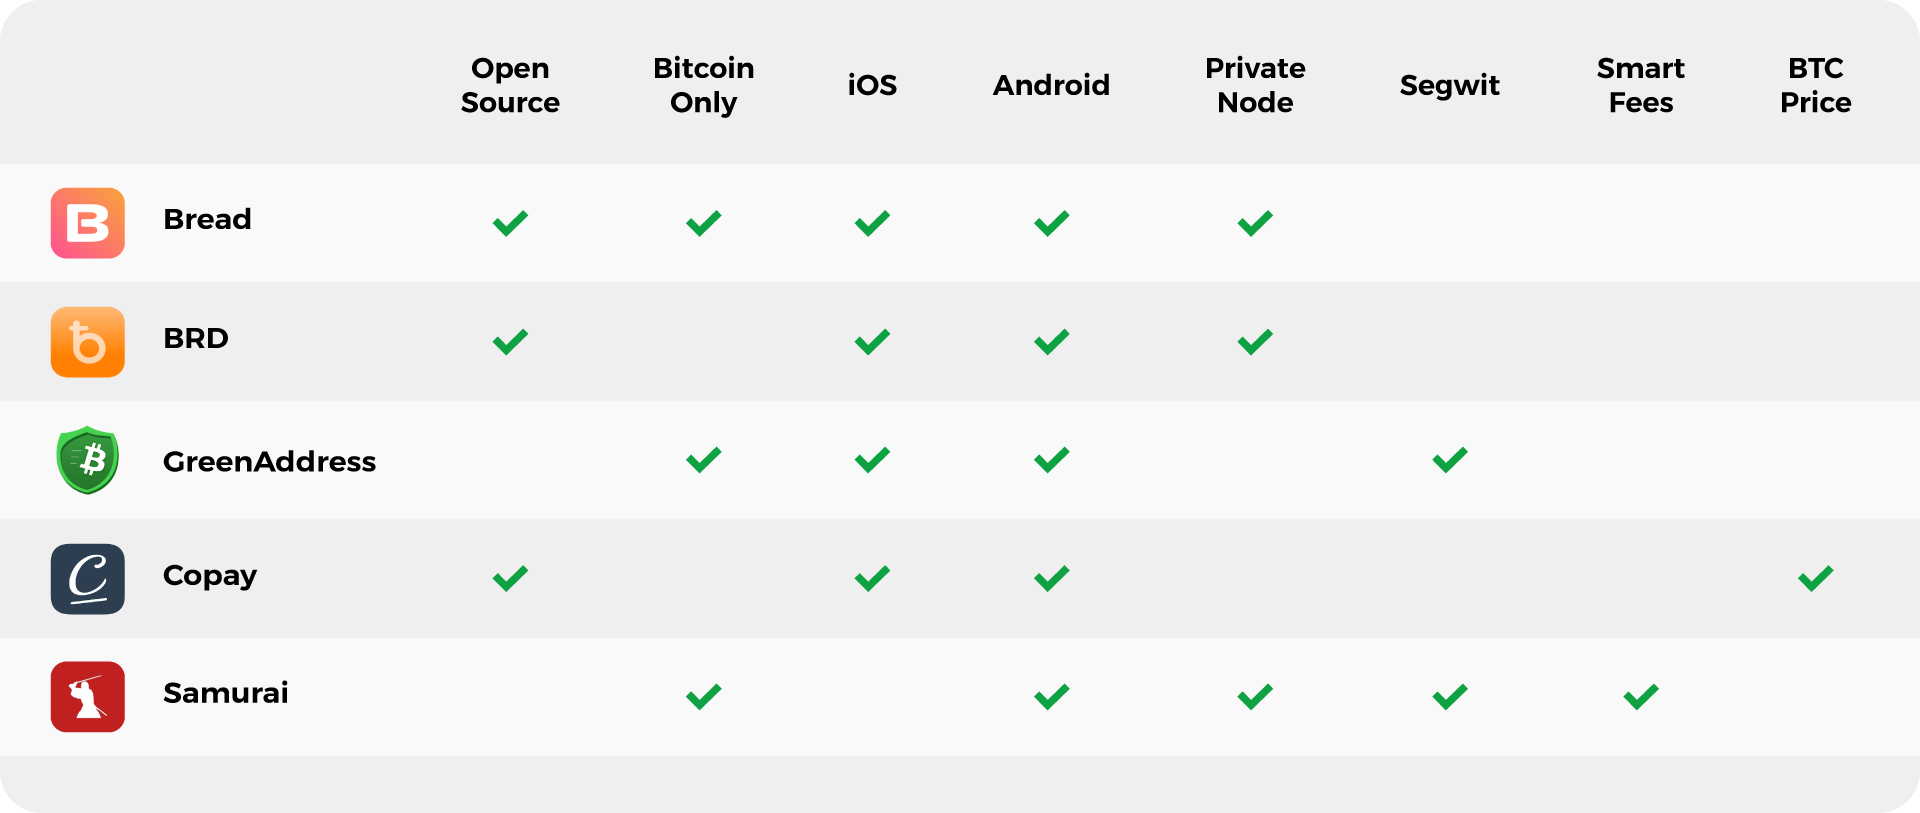 Open Source
Bitcoin Only
iOS
Android
Private Node
Segwit
Smart Fees
BTC Price
Bread
BRD
GreenAddress
Copay
Samurai